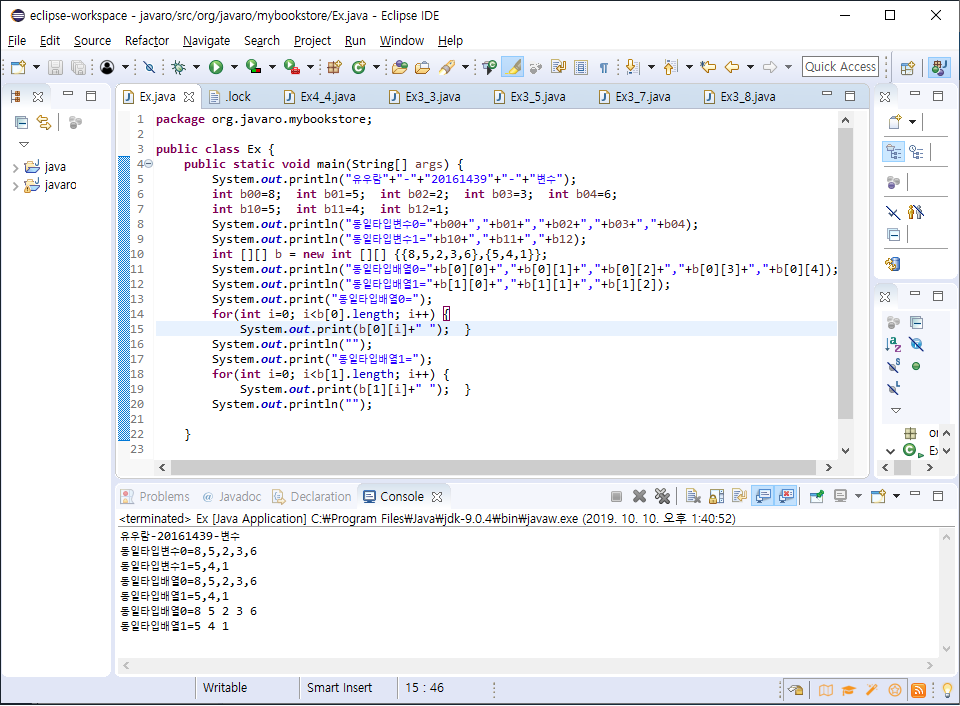 eclipse-workspace - javaro/src/org/javaro/mybookstore/Ex.java - Eclipse IDE
File Edit Source Refactor Navigate Search Project Run Window Help
Quick Access
Ex.java .lock Ex4_4.java Ex3_3.java Ex3_5.java Ex3_7.java Ex3_8.java
java
javaro
1 package org.javaro.mybookstore;
2
3 public class Ex {
4 public static void main(String[] args) {
5 System.out.println("유우람"+"-"+"20161439"+"-"+"변수");
6 int b00=8; int b01=5; int b02=2; int b03=3; int b04=6;
7 int b10=5; int b11=4; int b12=1;
8 System.out.println("동일타입변수0="+b00+","+b01+","+b02+","+b03+","+b04);
9 System.out.println("동일타입변수1="+b10+","+b11+","+b12);
10 int [][] b = new int [][] {{8,5,2,3,6},{5,4,1}};
11 System.out.println("동일타입배열0="+b[0][0]+","+b[0][1]+","+b[0][2]+","+b[0][3]+","+b[0][4]);
12 System.out.println("동일타입배열1="+b[1][0]+","+b[1][1]+","+b[1][2]);
13 System.out.print("동일타입배열0=");
14 for(int i=0; i<b[0].length; i++) {
15 System.out.print(b[0][i]+" "); }
16 System.out.println("");
17 System.out.print("동일타입배열1=");
18 for(int i=0; i<b[1].length; i++) {
19 System.out.print(b[1][i]+" "); }
20 System.out.println("");
21
22 }
23
Problems @ Javadoc Declaration Console
<terminated> Ex [Java Application] C:₩Program Files₩Java₩jdk-9.0.4₩bin₩javaw.exe (2019. 10. 10. 오후 1:40:52)
유우람-20161439-변수
동일타입변수0=8,5,2,3,6
동일타입변수1=5,4,1
동일타입배열0=8,5,2,3,6
동일타입배열1=5,4,1
동일타입배열0=8 5 2 3 6
동일타입배열1=5 4 1
Writable Smart Insert 15 : 46